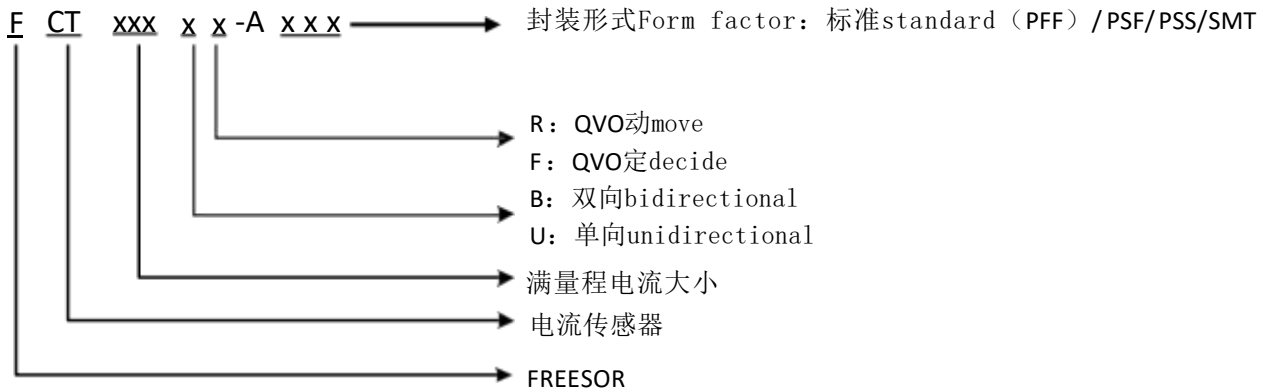 F CT xxx x x -A x x x 封装形式Form factor：标准standard（PFF）/PSF/PSS/SMT
R：QVO动move
F：QVO定decide
B：双向bidirectional
U：单向unidirectional
满量程电流大小
电流传感器
FREESOR